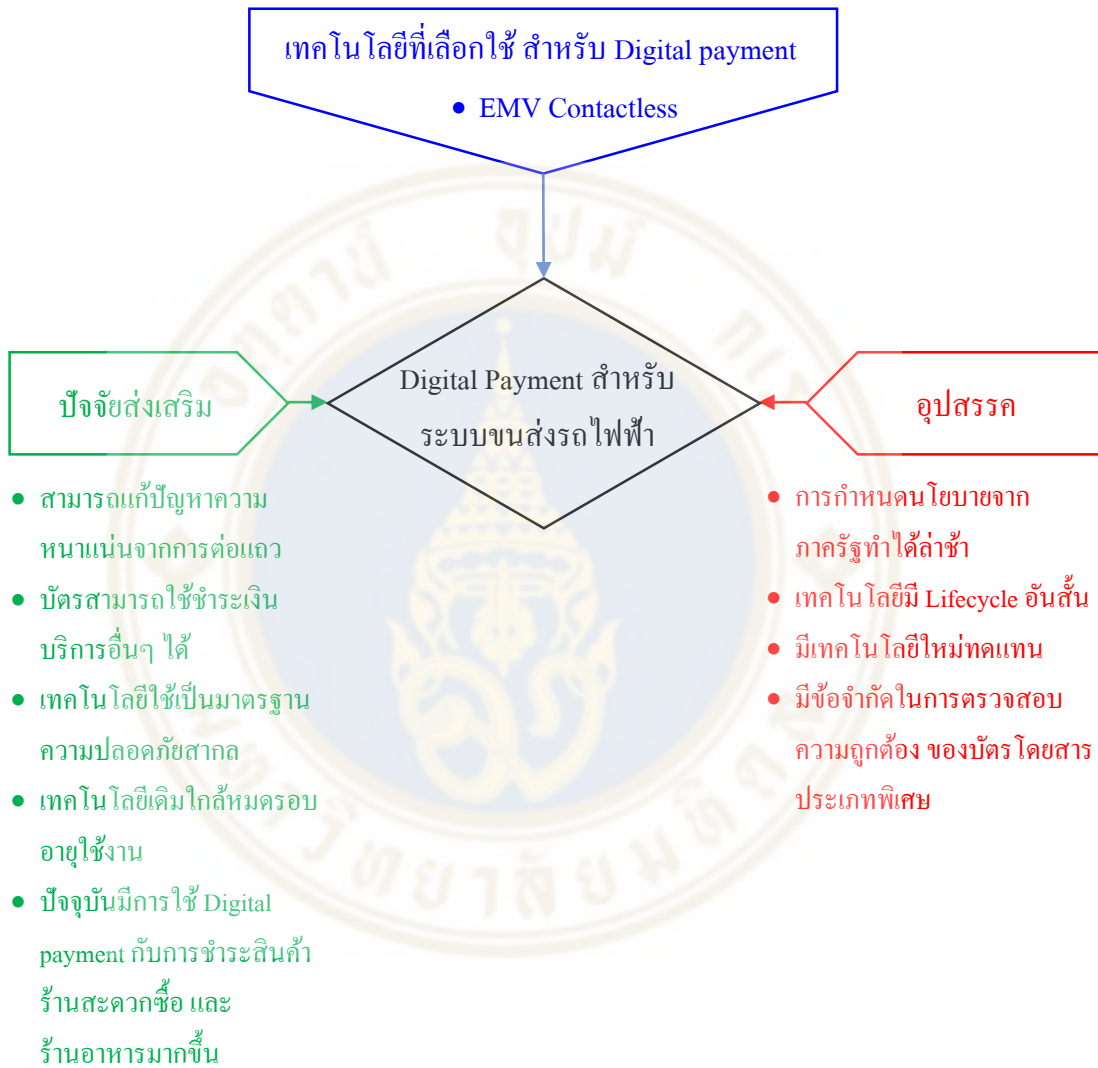 เทคโนโลยีที่เลือกใช้ สำหรับ Digital payment
• EMV Contactless
Digital Payment สำหรับ
ระบบขนส่งรถไฟฟ้า
ปัจจัยส่งเสริม
• สามารถแก้ปัญหาความ
หนาแน่นจากการต่อแถว
• บัตรสามารถใช้ชำระเงิน
บริการอื่นๆ ได้
• เทคโนโลยีใช้เป็นมาตรฐาน
ความปลอดภัยสากล
• เทคโนโลยีเดิมใกล้หมดรอบ
อายุใช้งาน
• ปัจจุบันมีการใช้ Digital
payment กับการชำระสินค้า
ร้านสะดวกซื้อ และ
ร้านอาหารมากขึ้น
อุปสรรค
• การกำหนดนโยบายจาก
ภาครัฐทำได้ล่าช้า
• เทคโนโลยีมี Lifecycle อันสั้น
• มีเทคโนโลยีใหม่ทดแทน
• มีข้อจำกัดในการตรวจสอบ
ความถูกต้อง ของบัตรโดยสาร
ประเภทพิเศษ